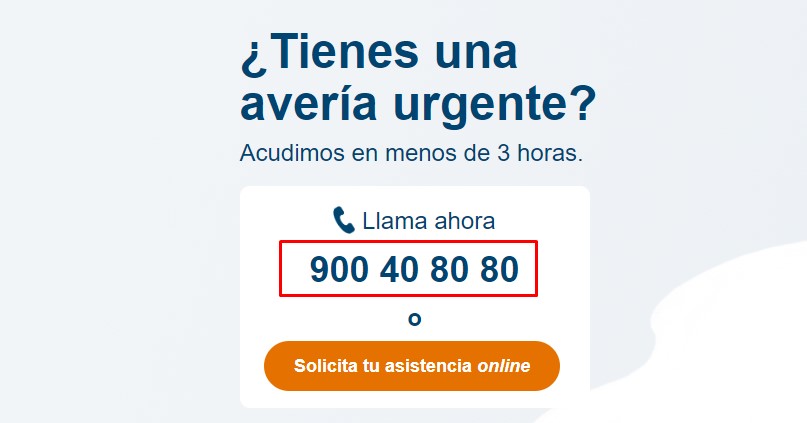 ¿Tienes una
avería urgente?
Acudimos en menos de 3 horas.
Llama ahora
900 40 80 80
o
Solicita tu asistencia online